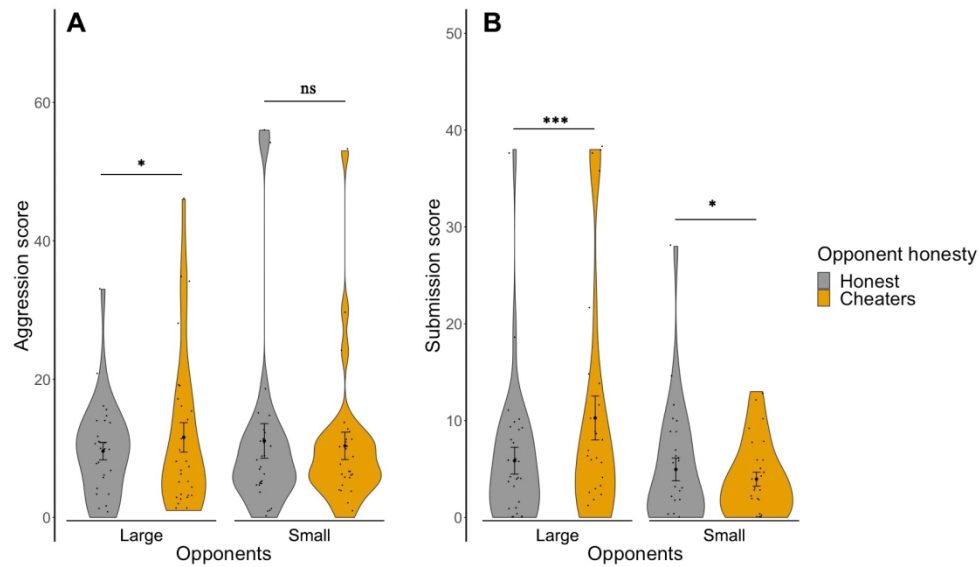 A
Aggression score
60
40
20
0
*
ns
Large
Small
Opponents
B
Submission score
50
40
30
20
10
0
***
*
Large
Small
Opponents
Opponent honesty
Honest
Cheaters